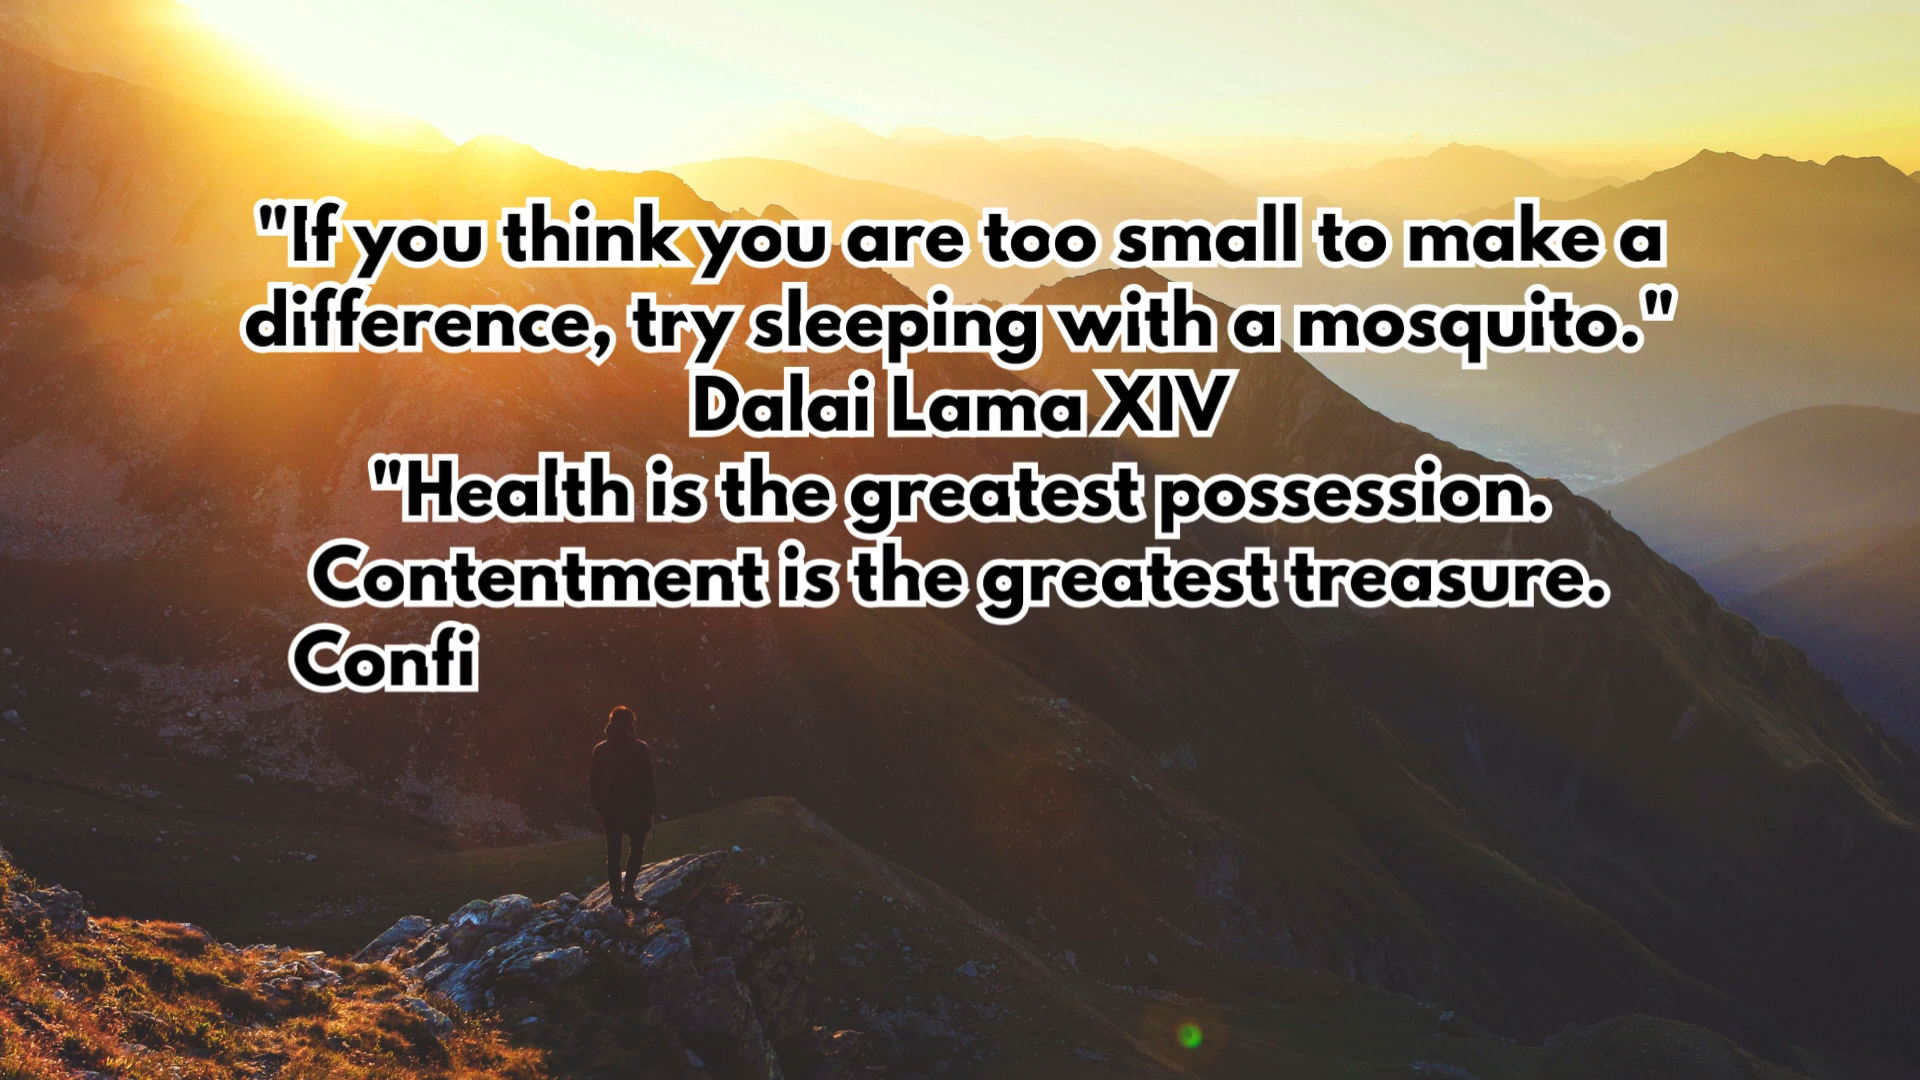 "If you think you are too small to make a
difference, try sleeping with a mosquito."
Dalai Lama XIV
"Health is the greatest possession.
Contentment is the greatest treasure.
Confi